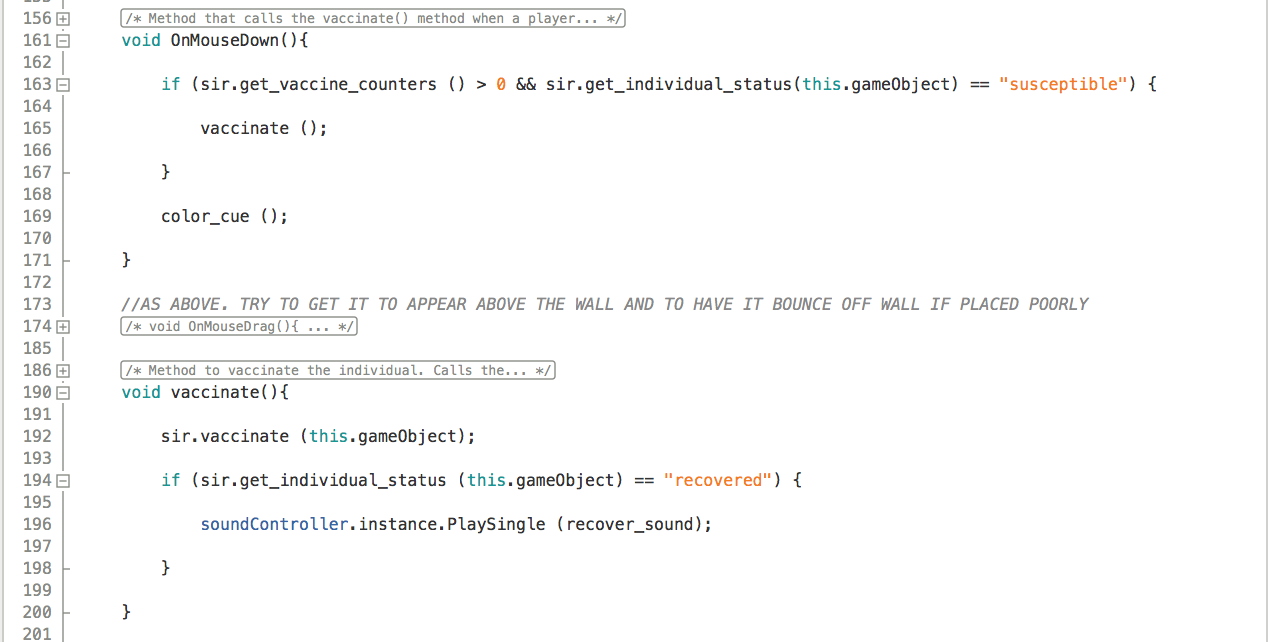 156 /* Method that calls the vaccinate() method when a player... */
161 void OnMouseDown(){
162
163 if (sir.get_vaccine_counters () > 0 && sir.get_individual_status(this.gameObject) == "susceptible") {
164
165 vaccinate ();
166
167 }
168
169 color_cue ();
170
171 }
172
173 //AS ABOVE. TRY TO GET IT TO APPEAR ABOVE THE WALL AND TO HAVE IT BOUNCE OFF WALL IF PLACED POORLY
174 /* void OnMouseDrag(){ ... */
185
186 /* Method to vaccinate the individual. Calls the... */
190 void vaccinate(){
191
192 sir.vaccinate (this.gameObject);
193
194 if (sir.get_individual_status (this.gameObject) == "recovered") {
195
196 soundController.instance.PlaySingle (recover_sound);
197
198 }
199
200 }
201